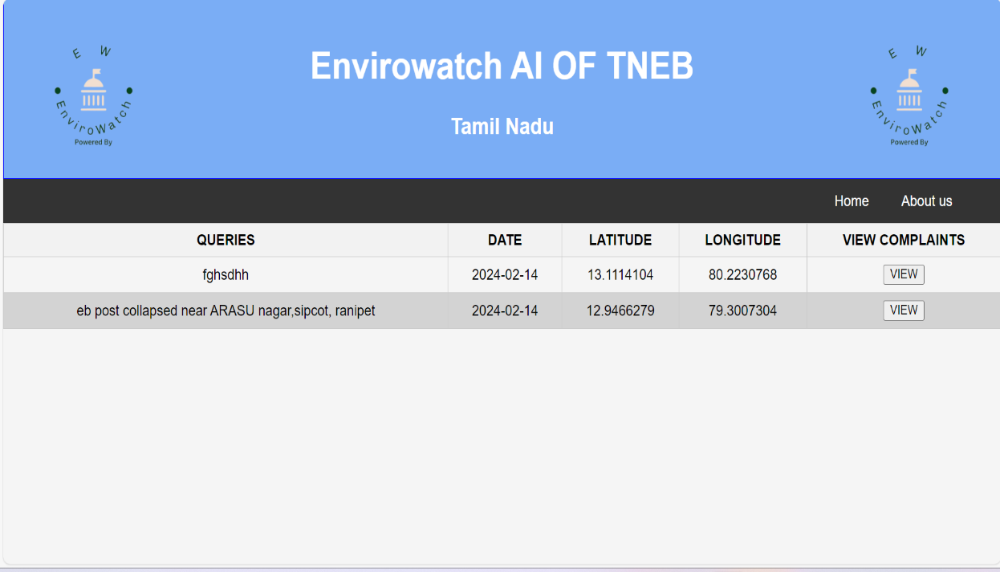 E W
EnviroWatch
Powered By
Envirowatch AI OF TNEB
Tamil Nadu
E W
EnviroWatch
Powered By
Home About us
QUERIES DATE LATITUDE LONGITUDE VIEW COMPLAINTS
fghsdhh 2024-02-14 13.1114104 80.2230768 VIEW
eb post collapsed near ARASU nagar,sipcot, ranipet 2024-02-14 12.9466279 79.3007304 VIEW